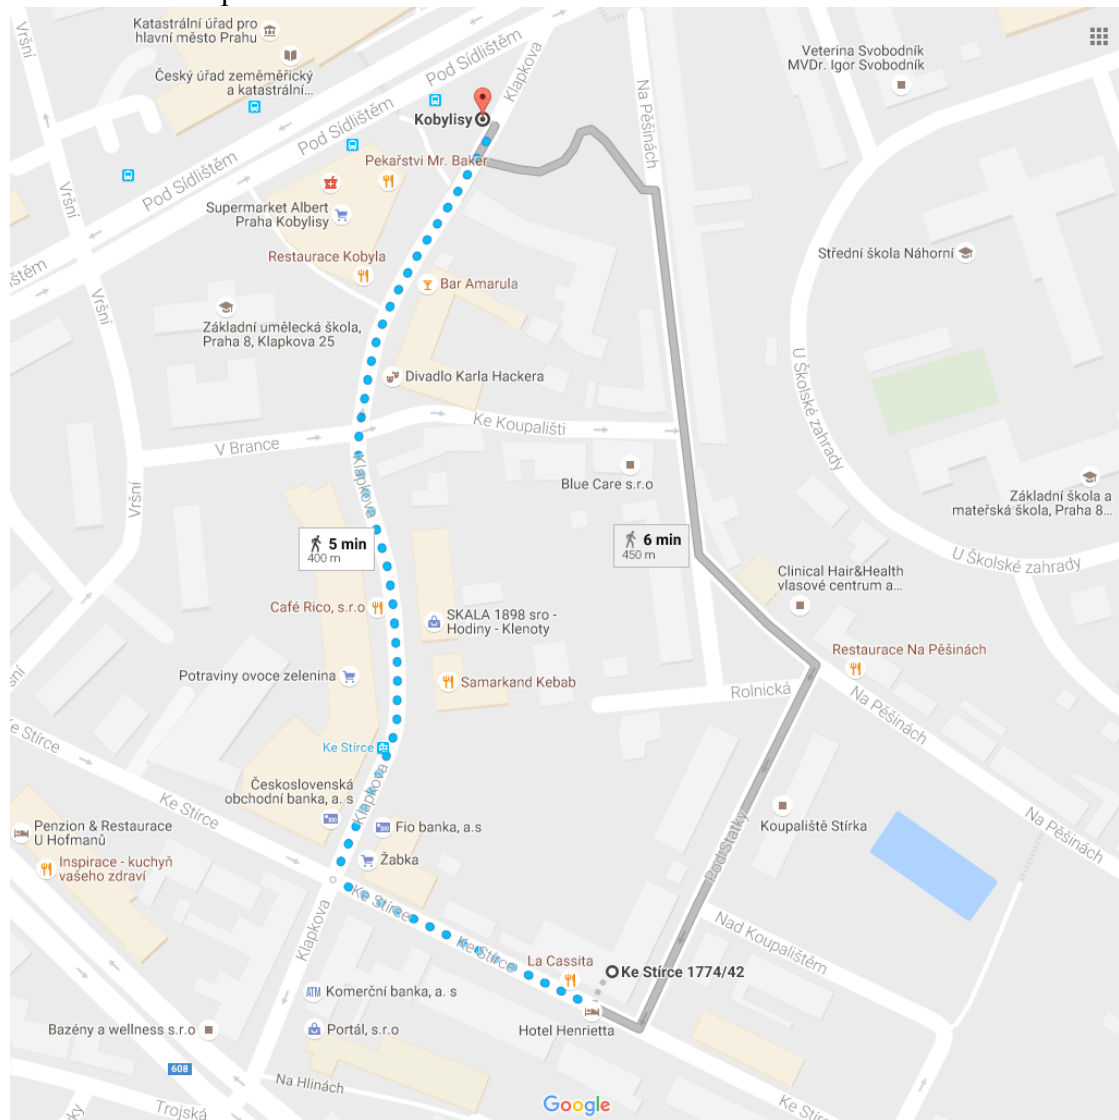 Katastrální úřad pro
hlavní město Prahu
Český úřad zeměměřický
a katastrální...
Vršní
Pod Sídlištěm
Klapkova
Na Pěšinách
Veterina Svobodník
MVDr. Igor Svobodník
Kobylisy
Pod Sídlištěm
Pekařstvi Mr. Baker
Pod Sídlištěm
Vršní
Supermarket Albert
Praha Kobylisy
Restaurace Kobyla
Střední škola Náhorní
Bar Amarula
Vršní
Základní umělecká škola,
Praha 8, Klapkova 25
Divadlo Karla Hackera
U Školské zahrady
Ke Koupališti
V Brance
Klapkova
Vršní
Blue Care s.r.o
Základní škola a
mateřská škola, Praha 8...
5 min
400 m
6 min
450 m
U Školské zahrady
Clinical Hair&Health
vlasové centrum a...
Café Rico, s.r.o
SKALA 1898 sro -
Hodiny - Klenoty
Restaurace Na Pěšinách
Potraviny ovoce zelenina
Samarkand Kebab
Rolnická
Na Pěšinách
Ke Stírce
Ke Stírce
Československá
obchodní banka, a. s
Klapkova
Ke Stírce
Penzion & Restaurace
U Hofmanů
Fio banka, a.s
Koupaliště Stírka
Na Pěšinách
Inspirace - kuchyň
vašeho zdraví
Žabka
Pod Statky
Ke Stírce
Klapkova
Nad Koupalištěm
Ke Stírce
La Cassita
Ke Stírce 1774/42
ATM Komerční banka, a. s
Hotel Henrietta
Bazény a wellness s.r.o
Portál, s.r.o
608
Na Hlinách
Trojská
Google
Ke Stírce